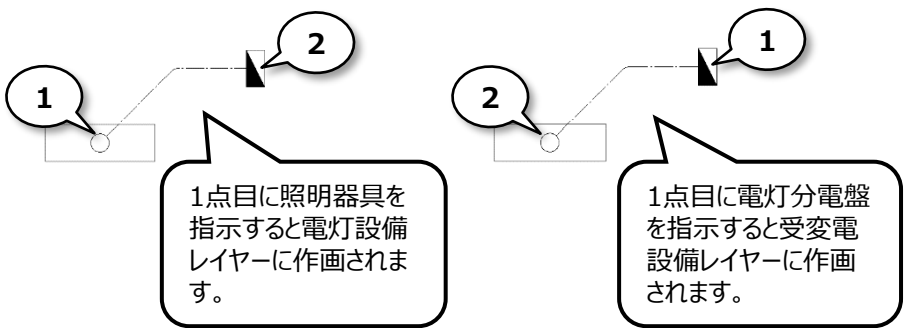 1
2
1点目に照明器具を
指示すると電灯設備
レイヤーに作画されま
す。
2
1
1点目に電灯分電盤
を指示すると受変電
設備レイヤーに作画
されます。